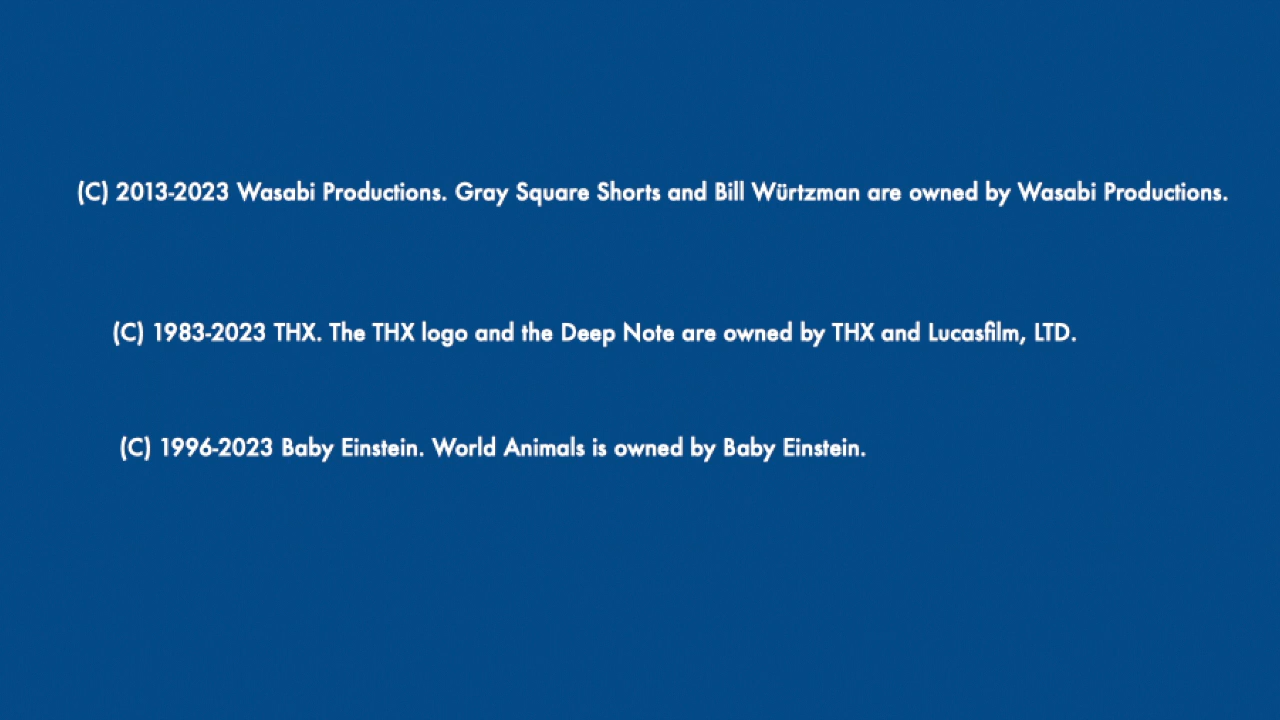 (C) 2013-2023 Wasabi Productions. Gray Square Shorts and Bill Würtzman are owned by Wasabi Productions.
(C) 1983-2023 THX. The THX logo and the Deep Note are owned by THX and Lucasfilm, LTD.
(C) 1996-2023 Baby Einstein. World Animals is owned by Baby Einstein.